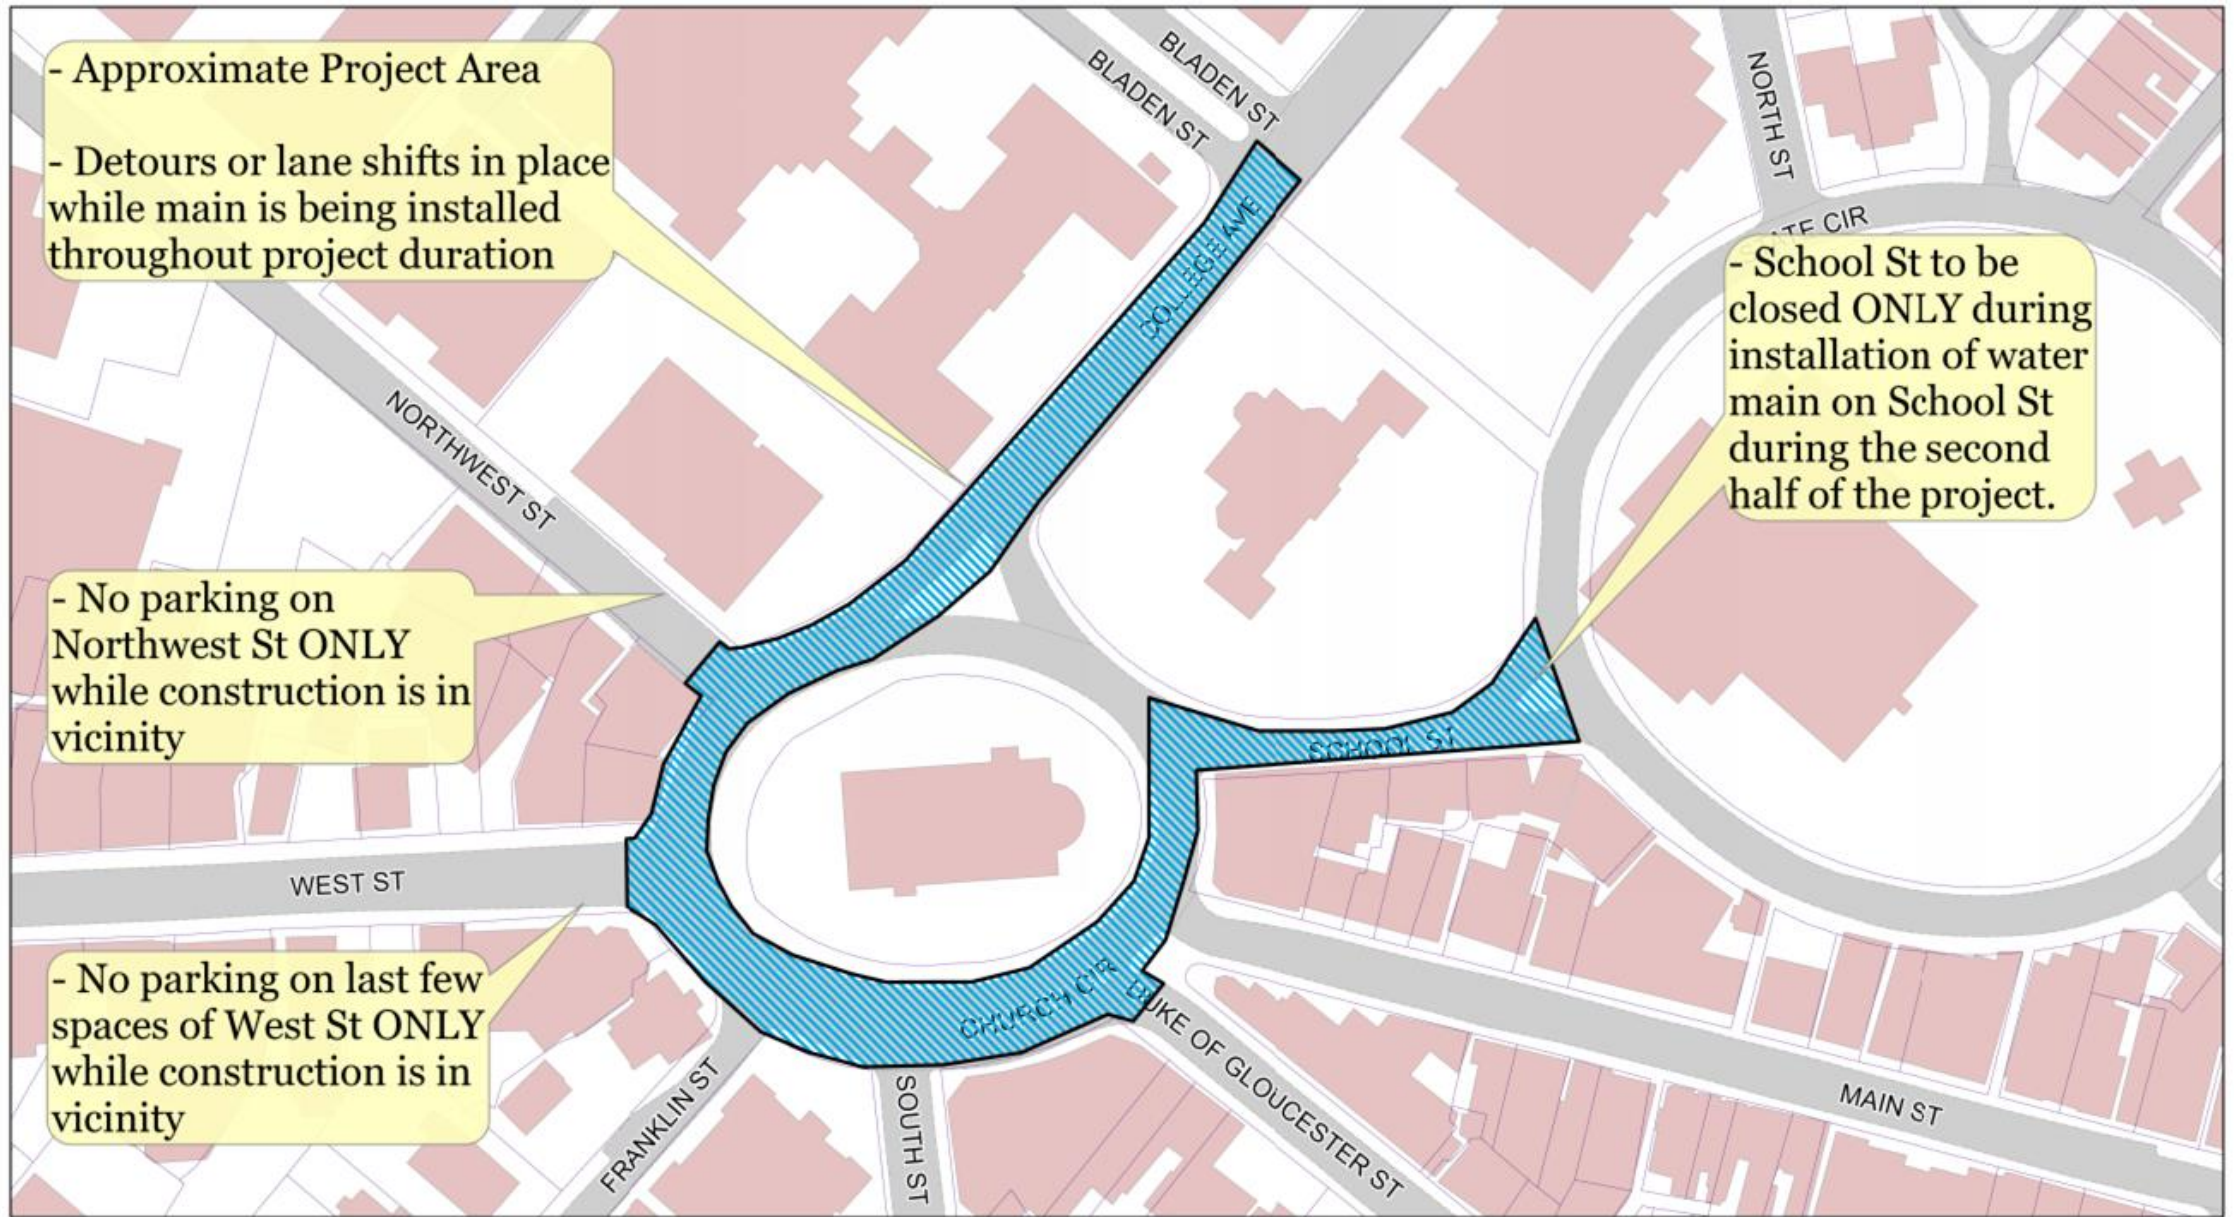 - Approximate Project Area
- Detours or lane shifts in place
while main is being installed
throughout project duration
BLADEN ST
BLADEN ST
NORTH ST
COLLEGE AVE
- School St to be
closed ONLY during
installation of water
main on School St
during the second
half of the project.
NORTHWEST ST
- No parking on
Northwest St ONLY
while construction is in
vicinity
SCHOOL ST
WEST ST
- No parking on last few
spaces of West St ONLY
while construction is in
vicinity
CHURCH CIR
DUKE OF GLOUCESTER ST
MAIN ST
FRANKLIN ST
SOUTH ST
CIR